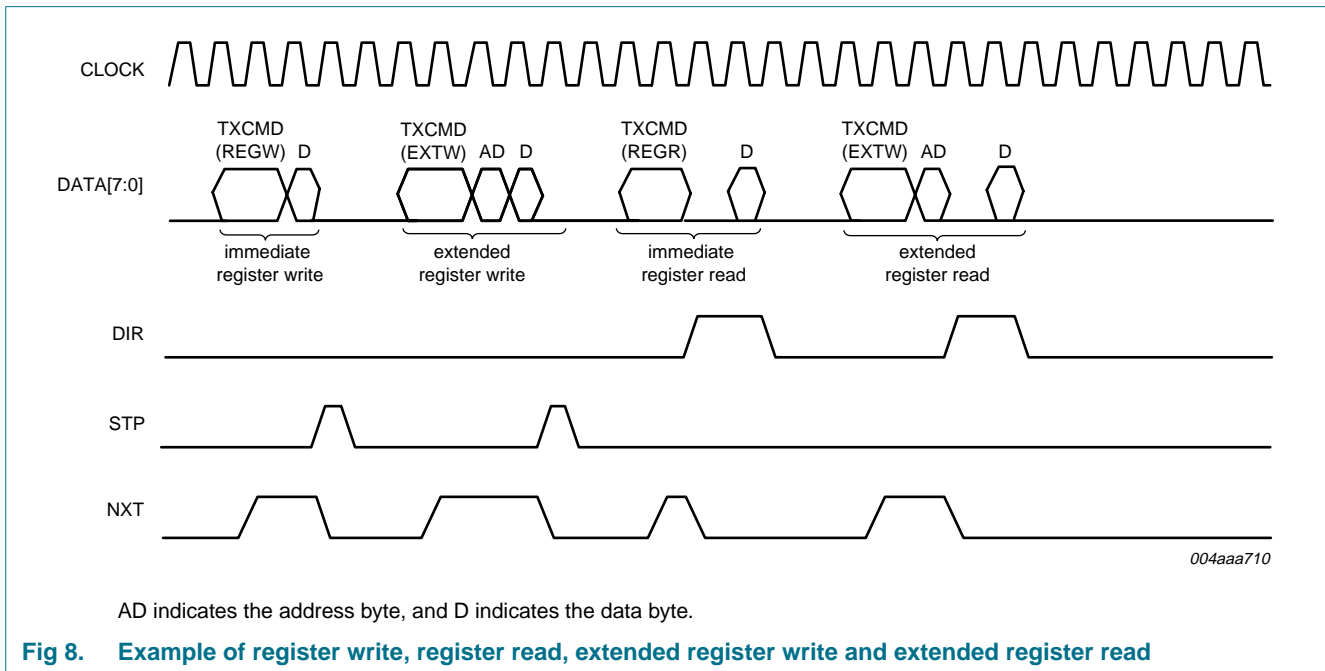 CLOCK
TXCMD
(REGW) D
TXCMD
(EXTW) AD D
TXCMD
(REGR) D
TXCMD
(EXTW) AD D
DATA[7:0]
immediate
register write
extended
register write
immediate
register read
extended
register read
DIR
STP
NXT
004aaa710
AD indicates the address byte, and D indicates the data byte.
Fig 8. Example of register write, register read, extended register write and extended register read